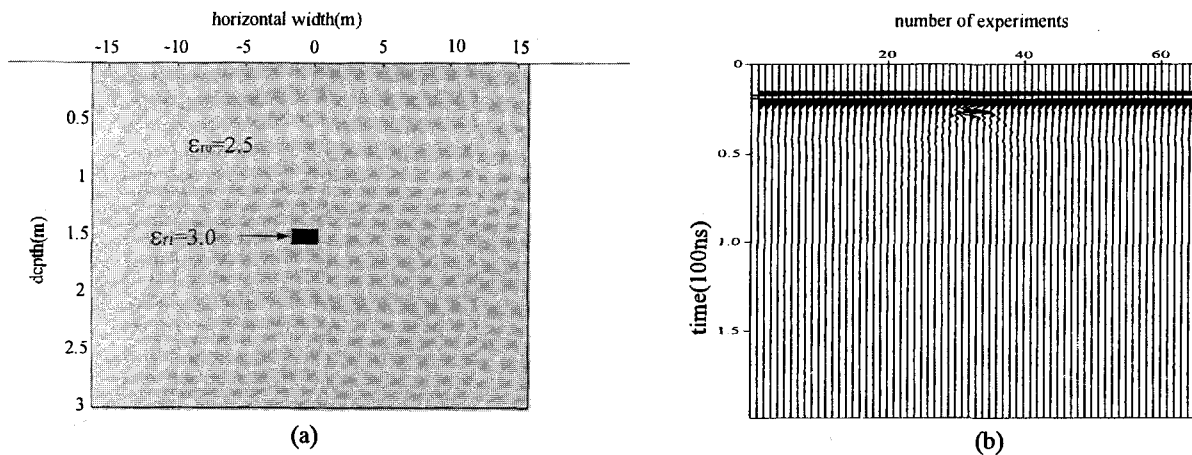 horizontal width(m)
-15 -10 -5 0 5 10 15
0.5
εr0=2.5
1
depth(m)
εr1=3.0
1.5
2
2.5
3
(a)
number of experiments
20 40 60
0
0.5
1.0
time(100ns)
1.5
(b)